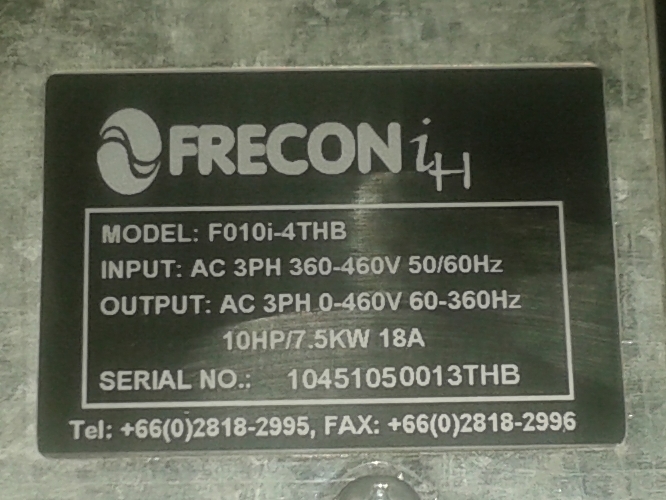 FRECON iH
MODEL: F010i-4THB
INPUT: AC 3PH 360-460V 50/60Hz
OUTPUT: AC 3PH 0-460V 60-360Hz
10HP/7.5KW 18A
SERIAL NO.: 10451050013THB
Tel: +66(0)2818-2995, FAX: +66(0)2818-2996